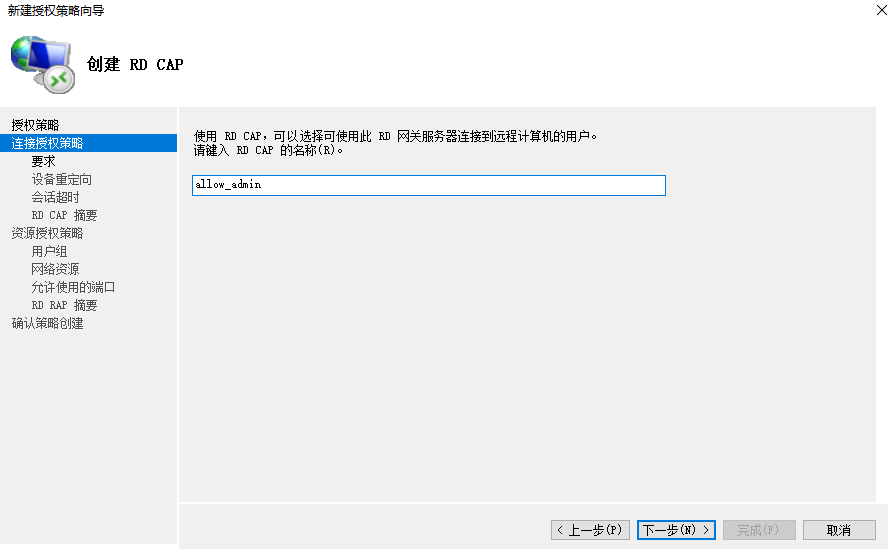 新建授权策略向导
创建 RD CAP
授权策略
连接授权策略
要求
设备重定向
会话超时
RD CAP 摘要
资源授权策略
用户组
网络资源
允许使用的端口
RD RAP 摘要
确认策略创建
使用 RD CAP，可以选择可使用此 RD 网关服务器连接到远程计算机的用户。
请键入 RD CAP 的名称(R)。
allow_admin
< 上一步(P)
下一步(N) >
完成(F)
取消